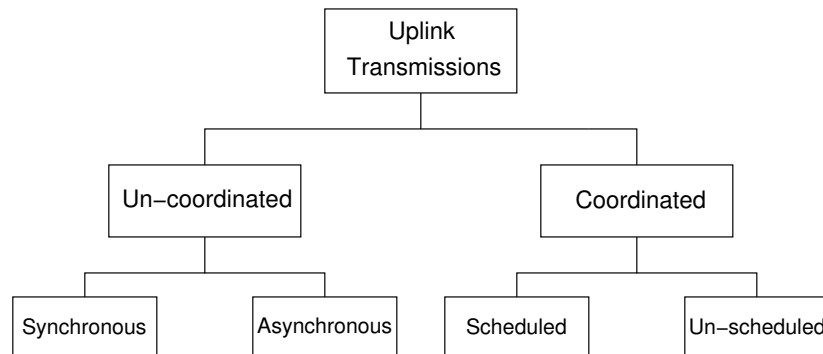 Uplink
Transmissions
Un−coordinated
Coordinated
Synchronous
Asynchronous
Scheduled
Un−scheduled